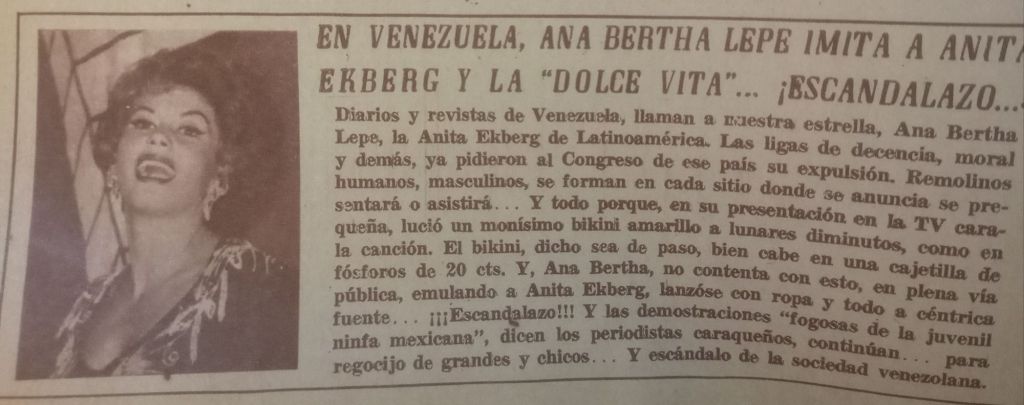 EN VENEZUELA, ANA BERTHA LEPE IMITA A ANITA
EKBERG Y LA "DOLCE VITA"... ¡ESCANDALAZO...
Diarios y revistas de Venezuela, llaman a nuestra estrella, Ana Bertha
Lepe, la Anita Ekberg de Latinoamérica. Las ligas de decencia, moral
y demás, ya pidieron al Congreso de ese país su expulsión. Remolinos
humanos, masculinos, se forman en cada sitio donde se anuncia se pre-
sentará o asistirá... Y todo porque, en su presentación en la TV cara-
queña, lució un monísimo bikini amarillo a lunares diminutos, como en
la canción. El bikini, dicho sea de paso, bien cabe en una cajetilla de
fósforos de 20 cts. Y, Ana Bertha, no contenta con esto, en plena vía
pública, emulando a Anita Ekberg, lanzóse con ropa y todo a céntrica
fuente... ¡¡¡Escandalazo!!! Y las demostraciones "fogosas de la juvenil
ninfa mexicana", dicen los periodistas caraqueños, continúan... para
regocijo de grandes y chicos... Y escándalo de la sociedad venezolana.